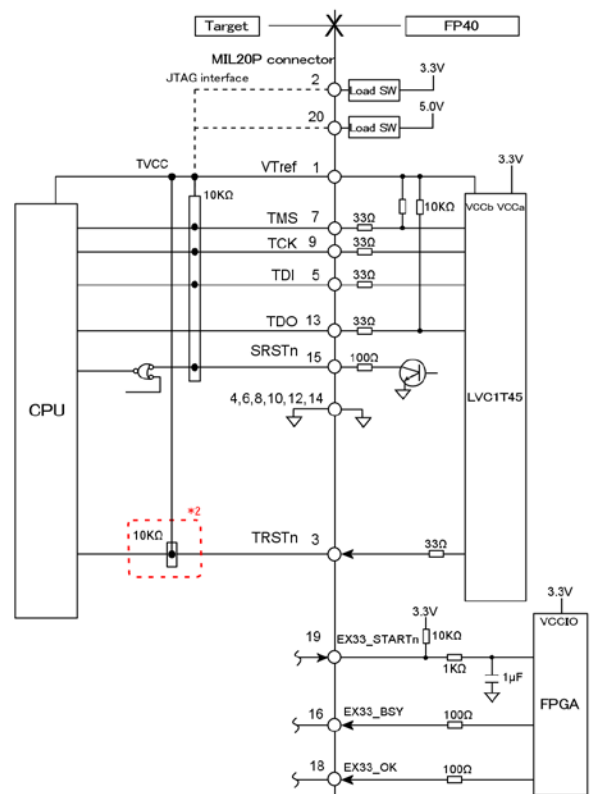 Target
FP40
MIL20P connector
JTAG interface
2
Load SW
3.3V
20
Load SW
5.0V
TVCC
VTref
1
3.3V
10KΩ
10KΩ
VCCb VCCa
TMS
7
33Ω
TCK
9
33Ω
TDI
5
33Ω
TDO
13
33Ω
SRSTn
15
100Ω
CPU
4,6,8,10,12,14
LVC1T45
*2
10KΩ
TRSTn
3
33Ω
3.3V
3.3V
19
EX33_STARTn
10KΩ
VCCIO
1KΩ
1μF
FPGA
16
EX33_BSY
100Ω
18
EX33_OK
100Ω